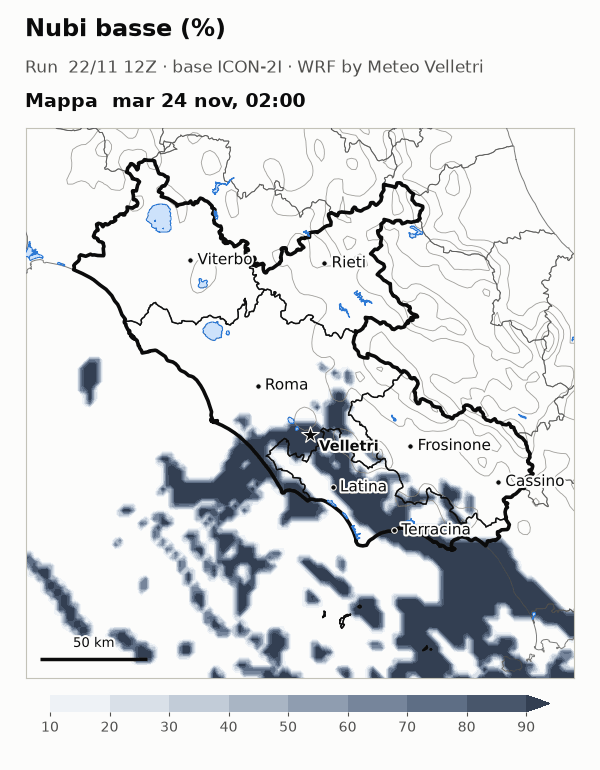 Nubi basse (%)
Run  22/11 12Z · base ICON-2I · WRF by Meteo Velletri
Mappa  mar 24 nov, 02:00
Viterbo
Rieti
Roma
Velletri
Frosinone
Latina
Cassino
Terracina
50 km
10 20 30 40 50 60 70 80 90